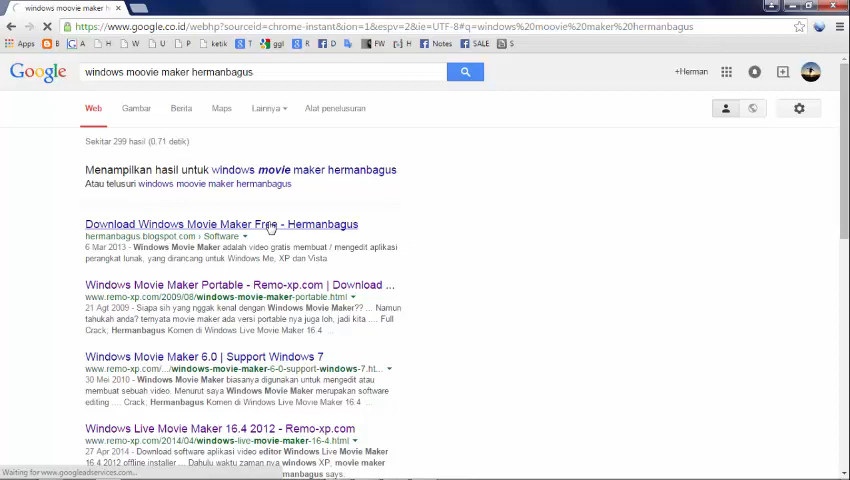 windows moovie maker herman
https://www.google.co.id/webhp?sourceid=chrome-instant&ion=1&espv=2&ie=UTF-8#q=windows%20moovie%20maker%20hermanbagus
Apps B A H W U P ketik T ggl R D FW H Notes SALE S
Google windows moovie maker hermanbagus +Herman
Web Gambar Berita Maps Lainnya Alat penelusuran
Sekitar 299 hasil (0.71 detik)
Menampilkan hasil untuk windows movie maker hermanbagus
Atau telusuri windows moovie maker hermanbagus
Download Windows Movie Maker Free - Hermanbagus
hermanbagus.blogspot.com › Software
6 Mar 2013 - Windows Movie Maker adalah video gratis membuat / mengedit aplikasi
perangkat lunak, yang dirancang untuk Windows Me, XP dan Vista.
Windows Movie Maker Portable - Remo-xp.com | Download ...
www.remo-xp.com/2009/08/windows-movie-maker-portable.html
21 Agt 2009 - Siapa sih yang nggak kenal dengan Windows Movie Maker?? ... Namun
tahukah anda? ternyata movie maker ada versi portable nya juga loh, jadi kita .... Full
Crack; Hermanbagus Komen di Windows Live Movie Maker 16.4 ...
Windows Movie Maker 6.0 | Support Windows 7
www.remo-xp.com/.../windows-movie-maker-6-0-support-windows-7.ht...
30 Mei 2010 - Windows Movie Maker biasanya digunakan untuk mengedit atau
membuat sebuah video. Menurut saya Windows Movie Maker merupakan software
editing .... Crack; Hermanbagus Komen di Windows Live Movie Maker 16.4 ...
Windows Live Movie Maker 16.4 2012 - Remo-xp.com
www.remo-xp.com/2014/04/windows-live-movie-maker-16-4.html
27 Apr 2014 - Download software aplikasi video editor Windows Live Movie Maker
16.4 2012 offline installer ... Dahulu waktu zaman nya windows XP, movie maker
manbagus says.
Waiting for www.googleadservices.com...